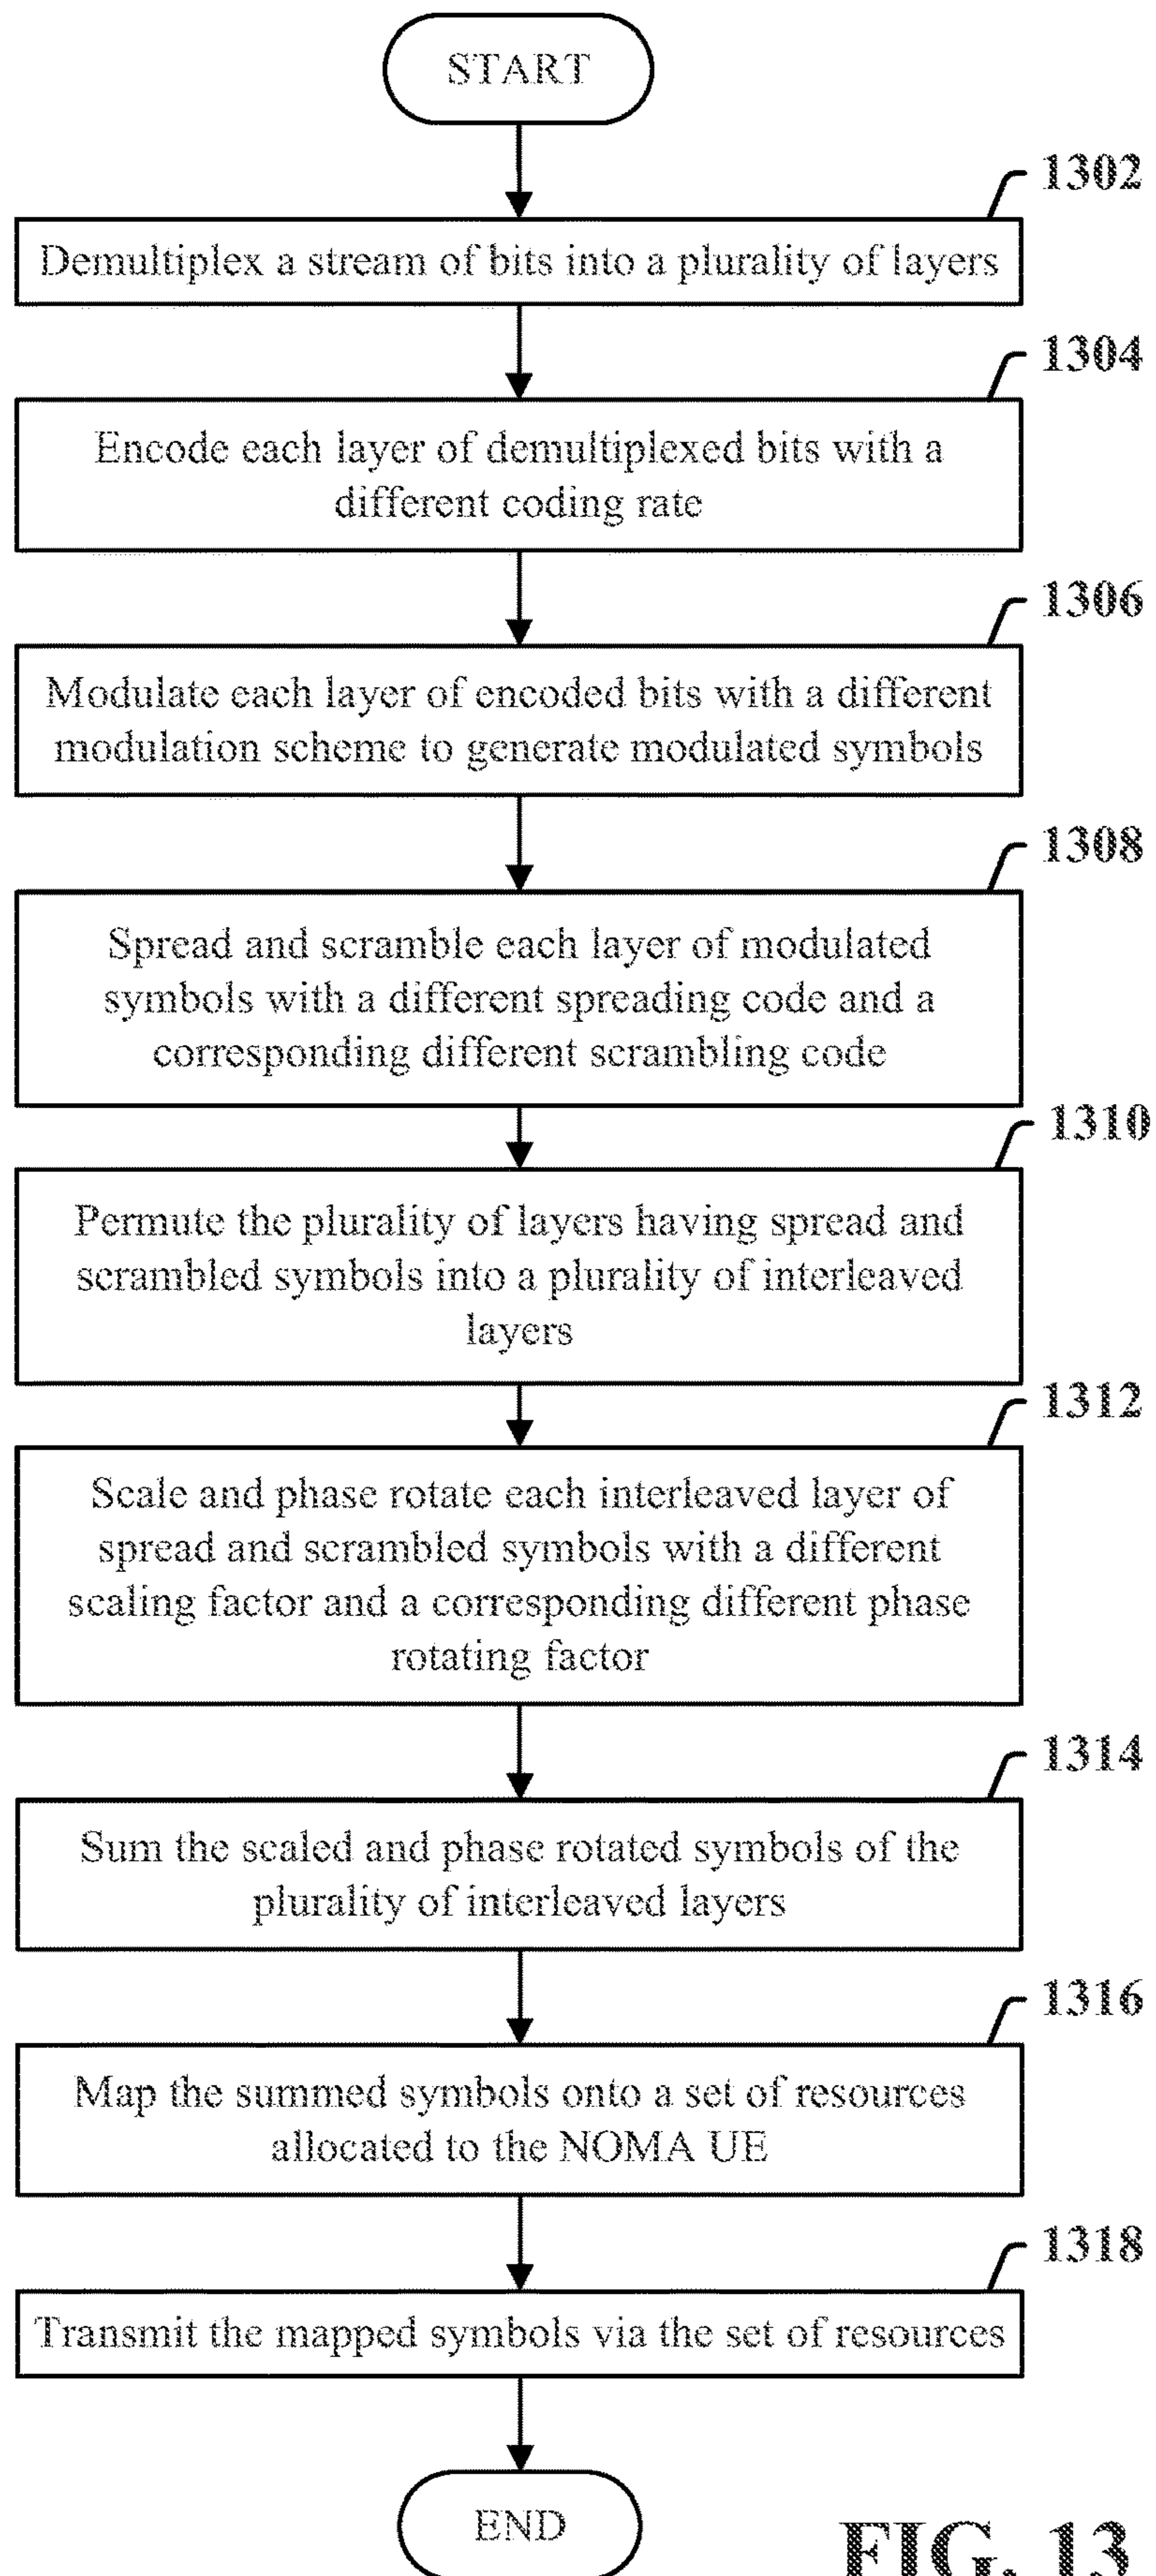 START
1302
Demultiplex a stream of bits into a plurality of layers
1304
Encode each layer of demultiplexed bits with a
different coding rate
1306
Modulate each layer of encoded bits with a different
modulation scheme to generate modulated symbols
1308
Spread and scramble each layer of modulated
symbols with a different spreading code and a
corresponding different scrambling code
1310
Permute the plurality of layers having spread and
scrambled symbols into a plurality of interleaved
layers
1312
Scale and phase rotate each interleaved layer of
spread and scrambled symbols with a different
scaling factor and a corresponding different phase
rotating factor
1314
Sum the scaled and phase rotated symbols of the
plurality of interleaved layers
1316
Map the summed symbols onto a set of resources
allocated to the NOMA UE
1318
Transmit the mapped symbols via the set of resources
END
FIG. 13